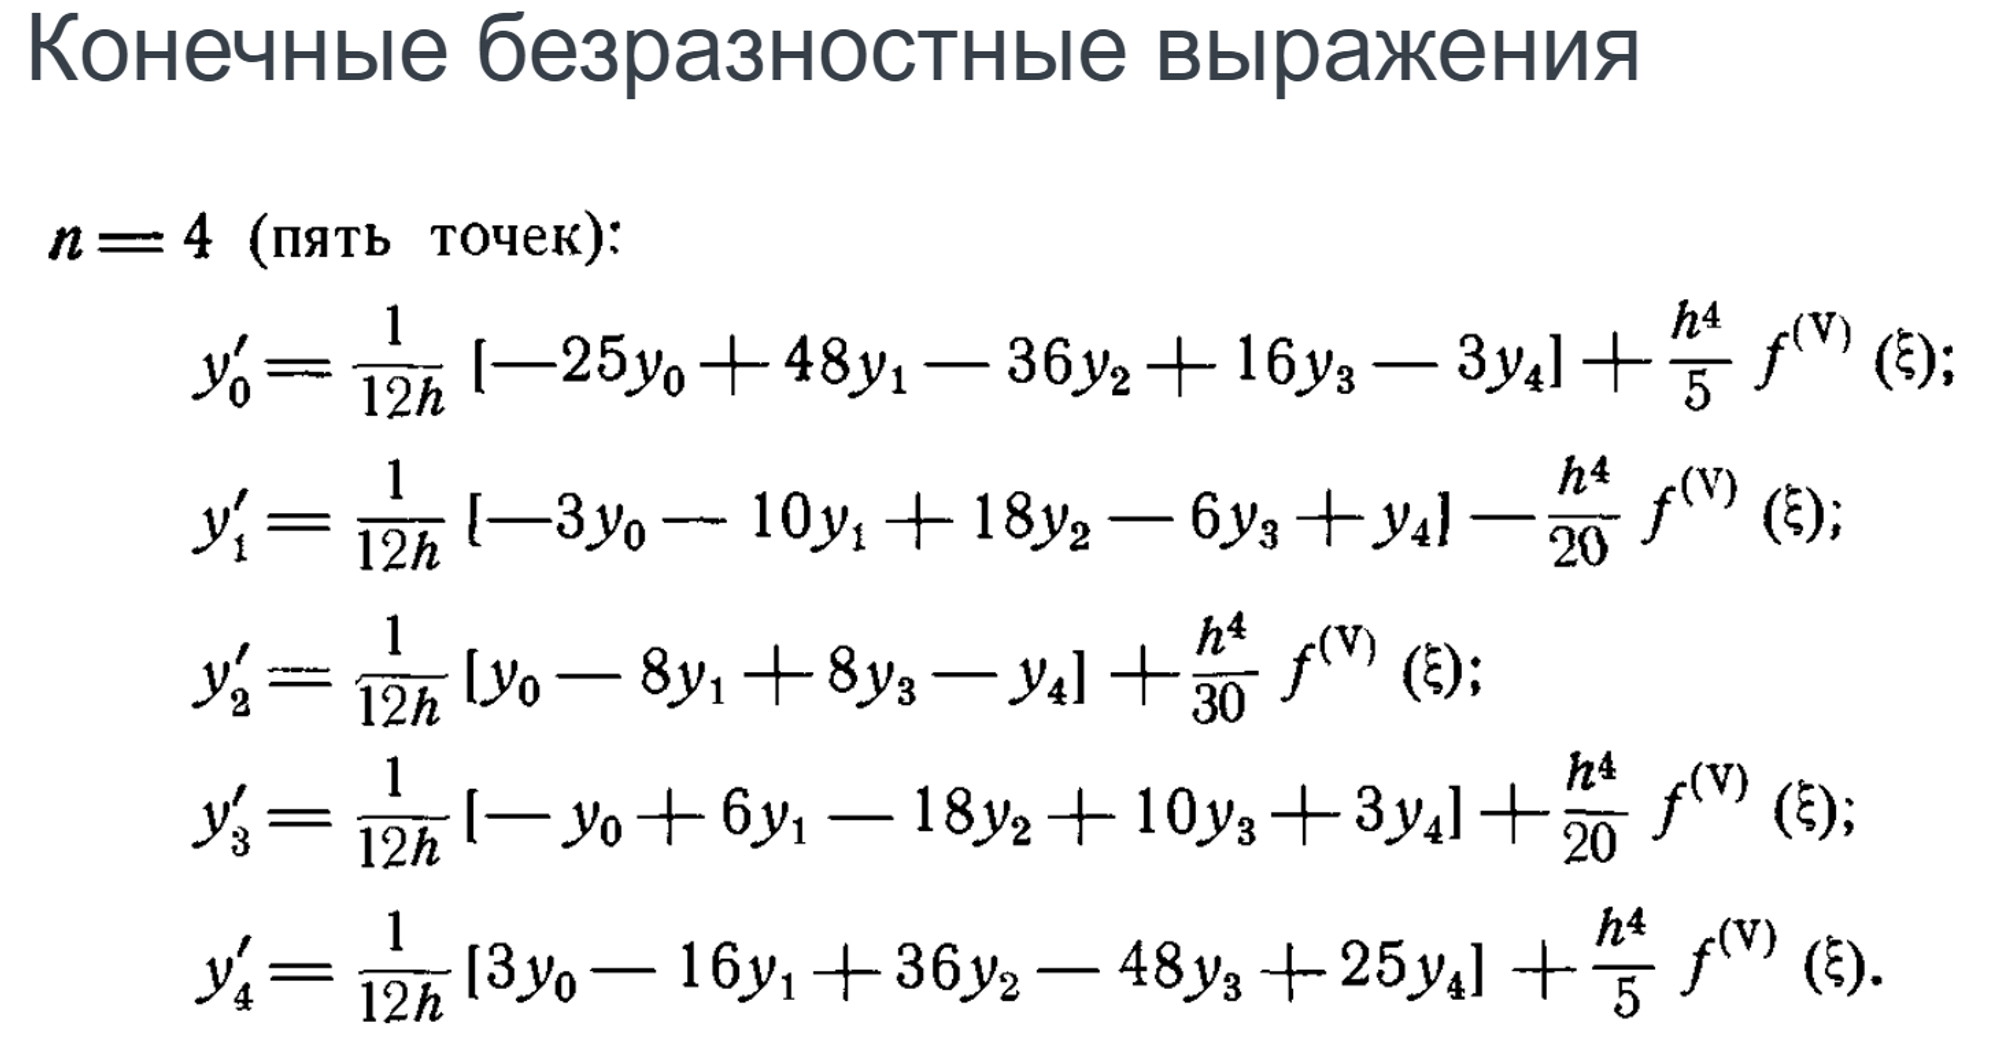 Конечные безразностные выражения
n = 4 (пять точек):
y′₀ = 1/12h [−25y₀ + 48y₁ − 36y₂ + 16y₃ − 3y₄] + h⁴/5 f⁽ⱽ⁾ (ξ);
y′₁ = 1/12h [−3y₀ − 10y₁ + 18y₂ − 6y₃ + y₄] − h⁴/20 f⁽ⱽ⁾ (ξ);
y′₂ = 1/12h [y₀ − 8y₁ + 8y₃ − y₄] + h⁴/30 f⁽ⱽ⁾ (ξ);
y′₃ = 1/12h [− y₀ + 6y₁ − 18y₂ + 10y₃ + 3y₄] + h⁴/20 f⁽ⱽ⁾ (ξ);
y′₄ = 1/12h [3y₀ − 16y₁ + 36y₂ − 48y₃ + 25y₄] + h⁴/5 f⁽ⱽ⁾ (ξ).